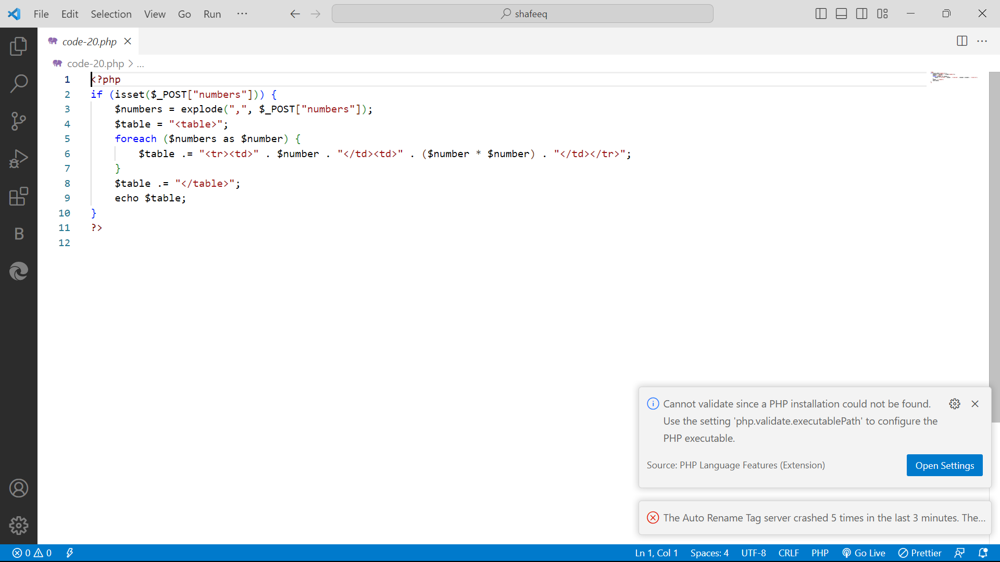 File Edit Selection View Go Run ··· shafeeq
code-20.php
code-20.php > ...
1 <?php
2 if (isset($_POST["numbers"])) {
3 $numbers = explode(",", $_POST["numbers"]);
4 $table = "<table>";
5 foreach ($numbers as $number) {
6 $table .= "<tr><td>" . $number . "</td><td>" . ($number * $number) . "</td></tr>";
7 }
8 $table .= "</table>";
9 echo $table;
10 }
11 ?>
12
B
Cannot validate since a PHP installation could not be found.
Use the setting 'php.validate.executablePath' to configure the
PHP executable.
Source: PHP Language Features (Extension) Open Settings
The Auto Rename Tag server crashed 5 times in the last 3 minutes. The...
0 0 Ln 1, Col 1 Spaces: 4 UTF-8 CRLF PHP Go Live Prettier